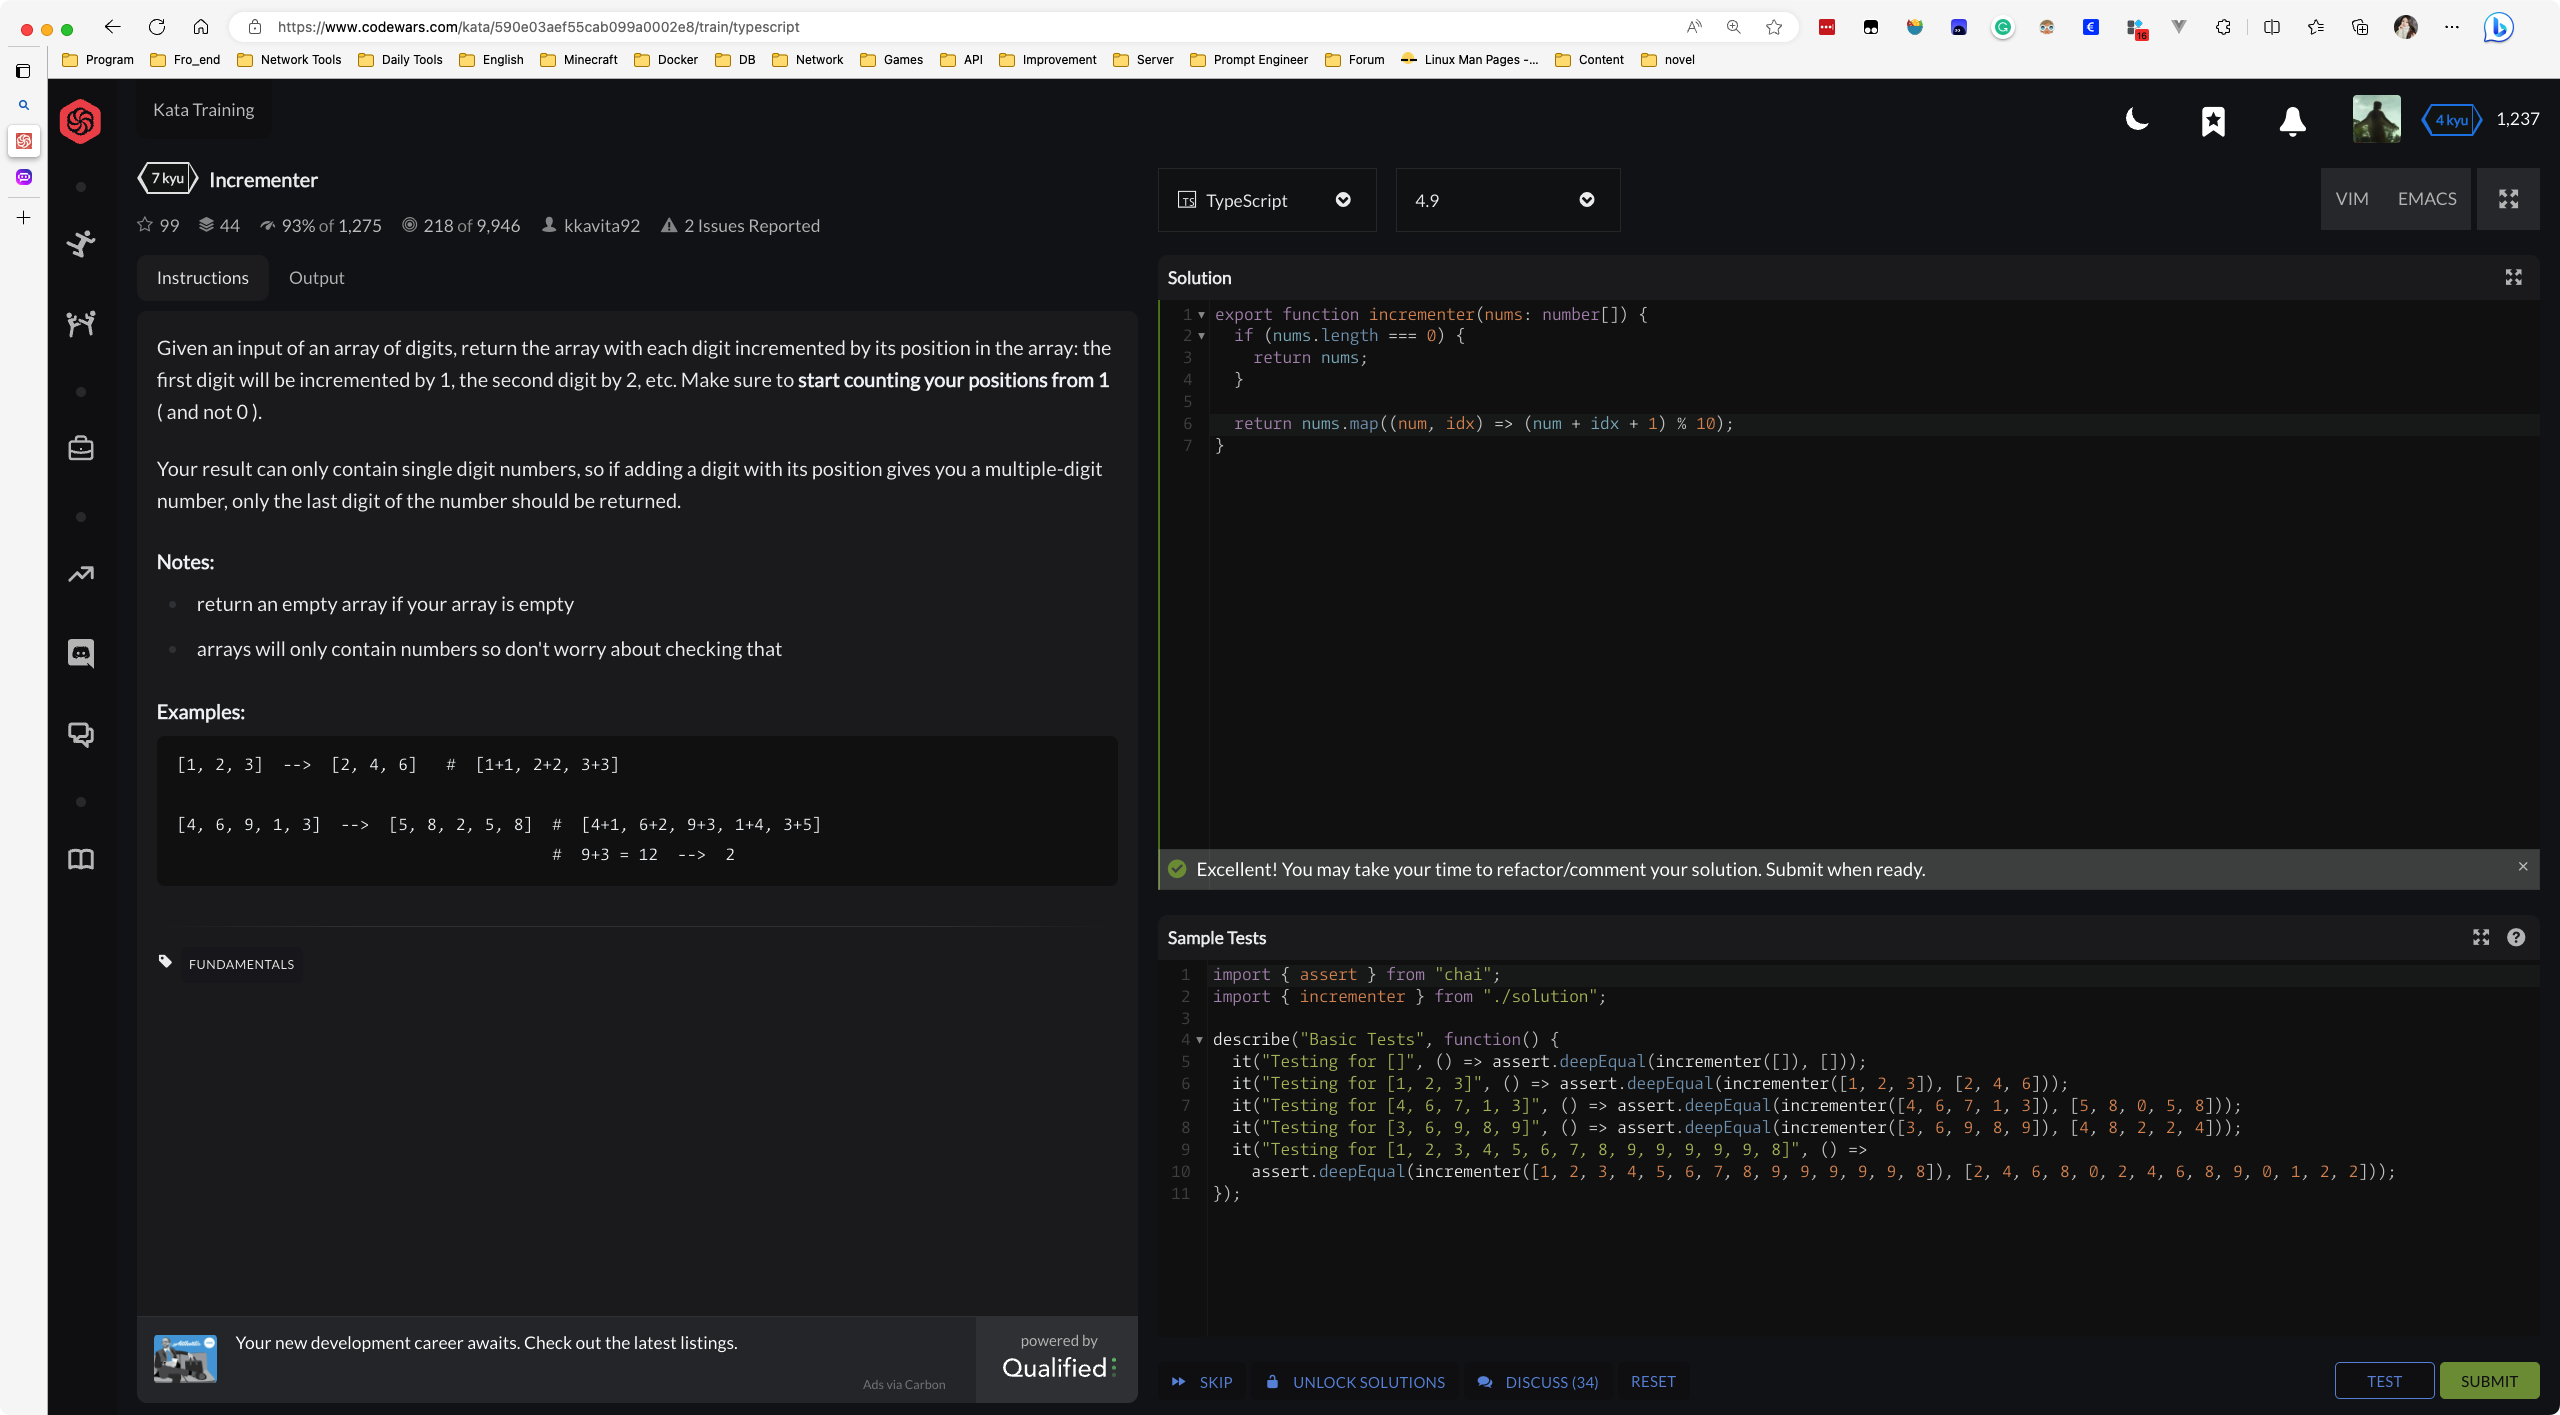 https://www.codewars.com/kata/590e03aef55cab099a0002e8/train/typescript
16
Program Fro_end Network Tools Daily Tools English Minecraft Docker DB Network Games API Improvement Server Prompt Engineer Forum Linux Man Pages -... Content novel
Kata Training
4 kyu 1,237
7 kyu Incrementer
99 44 93% of 1,275 218 of 9,946 kkavita92 2 Issues Reported
Instructions Output
Given an input of an array of digits, return the array with each digit incremented by its position in the array: the
first digit will be incremented by 1, the second digit by 2, etc. Make sure to start counting your positions from 1
( and not 0 ).
Your result can only contain single digit numbers, so if adding a digit with its position gives you a multiple-digit
number, only the last digit of the number should be returned.
Notes:
return an empty array if your array is empty
arrays will only contain numbers so don't worry about checking that
Examples:
[1, 2, 3]  -->  [2, 4, 6]   #  [1+1, 2+2, 3+3]
[4, 6, 9, 1, 3]  -->  [5, 8, 2, 5, 8]  #  [4+1, 6+2, 9+3, 1+4, 3+5]
#  9+3 = 12  -->  2
FUNDAMENTALS
Your new development career awaits. Check out the latest listings.
Ads via Carbon
powered by
Qualified
TS TypeScript 4.9
VIM EMACS
Solution
1 export function incrementer(nums: number[]) {
2   if (nums.length === 0) {
3     return nums;
4   }
5
6   return nums.map((num, idx) => (num + idx + 1) % 10);
7 }
Excellent! You may take your time to refactor/comment your solution. Submit when ready.
Sample Tests
1 import { assert } from "chai";
2 import { incrementer } from "./solution";
3
4 describe("Basic Tests", function() {
5   it("Testing for []", () => assert.deepEqual(incrementer([]), []));
6   it("Testing for [1, 2, 3]", () => assert.deepEqual(incrementer([1, 2, 3]), [2, 4, 6]));
7   it("Testing for [4, 6, 7, 1, 3]", () => assert.deepEqual(incrementer([4, 6, 7, 1, 3]), [5, 8, 0, 5, 8]));
8   it("Testing for [3, 6, 9, 8, 9]", () => assert.deepEqual(incrementer([3, 6, 9, 8, 9]), [4, 8, 2, 2, 4]));
9   it("Testing for [1, 2, 3, 4, 5, 6, 7, 8, 9, 9, 9, 9, 9, 8]", () =>
10     assert.deepEqual(incrementer([1, 2, 3, 4, 5, 6, 7, 8, 9, 9, 9, 9, 9, 8]), [2, 4, 6, 8, 0, 2, 4, 6, 8, 9, 0, 1, 2, 2]));
11 });
SKIP UNLOCK SOLUTIONS DISCUSS (34) RESET
TEST SUBMIT